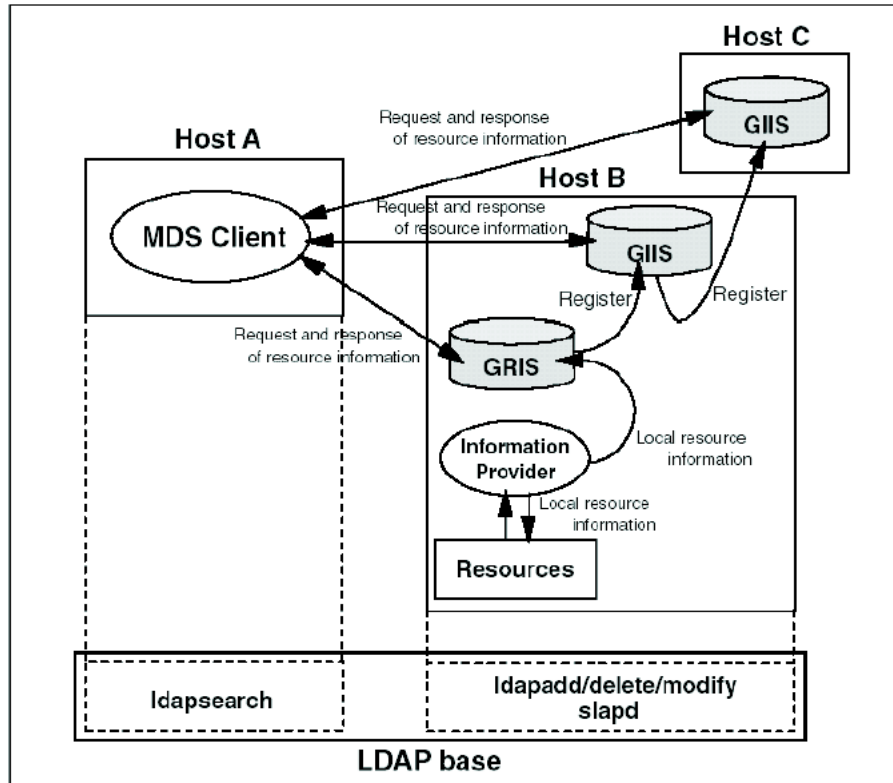 Host C
GIIS
Request and response
of resource information
Host A
MDS Client
Host B
Request and response
of resource information
GIIS
Register
Register
Request and response
of resource information
GRIS
Information
Provider
Local resource
information
Local resource
information
Resources
ldapsearch
ldapadd/delete/modify
slapd
LDAP base